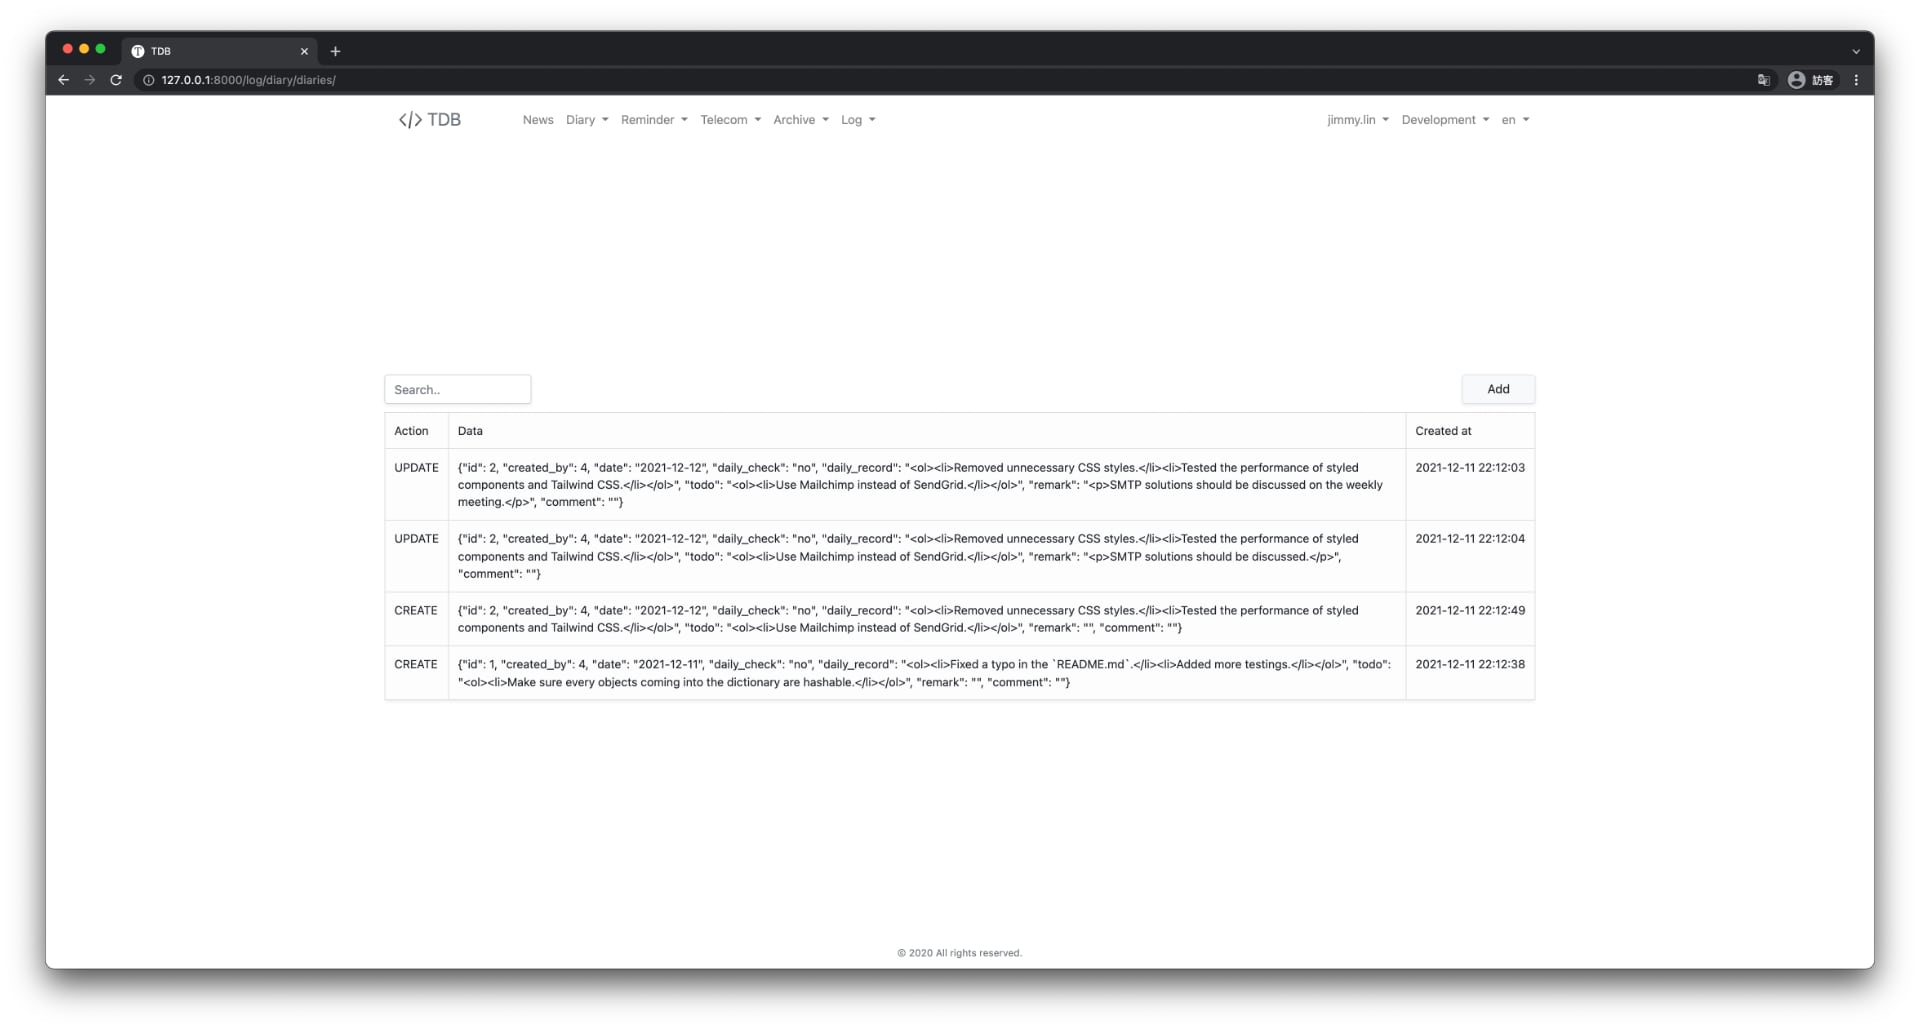 TDB
127.0.0.1:8000/log/diary/diaries/
訪客
</> TDB
News Diary Reminder Telecom Archive Log
jimmy.lin Development en
Search..
Add
Action Data Created at
UPDATE {"id": 2, "created_by": 4, "date": "2021-12-12", "daily_check": "no", "daily_record": "<ol><li>Removed unnecessary CSS styles.</li><li>Tested the performance of styled 2021-12-11 22:12:03
components and Tailwind CSS.</li></ol>", "todo": "<ol><li>Use Mailchimp instead of SendGrid.</li></ol>", "remark": "<p>SMTP solutions should be discussed on the weekly
meeting.</p>", "comment": ""}
UPDATE {"id": 2, "created_by": 4, "date": "2021-12-12", "daily_check": "no", "daily_record": "<ol><li>Removed unnecessary CSS styles.</li><li>Tested the performance of styled 2021-12-11 22:12:04
components and Tailwind CSS.</li></ol>", "todo": "<ol><li>Use Mailchimp instead of SendGrid.</li></ol>", "remark": "<p>SMTP solutions should be discussed.</p>",
"comment": ""}
CREATE {"id": 2, "created_by": 4, "date": "2021-12-12", "daily_check": "no", "daily_record": "<ol><li>Removed unnecessary CSS styles.</li><li>Tested the performance of styled 2021-12-11 22:12:49
components and Tailwind CSS.</li></ol>", "todo": "<ol><li>Use Mailchimp instead of SendGrid.</li></ol>", "remark": "", "comment": ""}
CREATE {"id": 1, "created_by": 4, "date": "2021-12-11", "daily_check": "no", "daily_record": "<ol><li>Fixed a typo in the `README.md`.</li><li>Added more testings.</li></ol>", "todo": 2021-12-11 22:12:38
"<ol><li>Make sure every objects coming into the dictionary are hashable.</li></ol>", "remark": "", "comment": ""}
© 2020 All rights reserved.